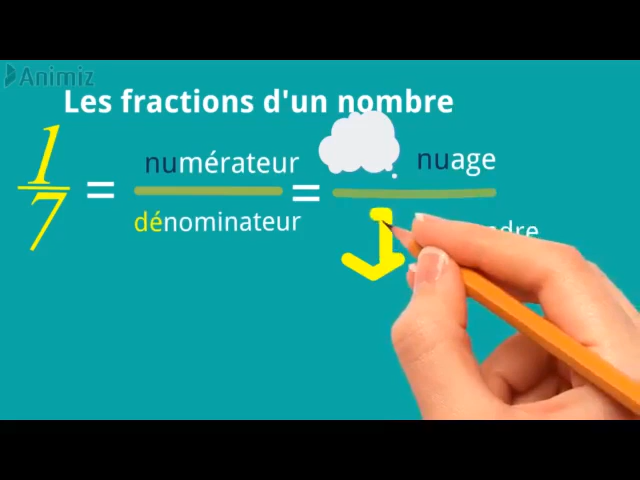 Animiz
Les fractions d'un nombre
1
7
=
numérateur
dénominateur
=
nuage